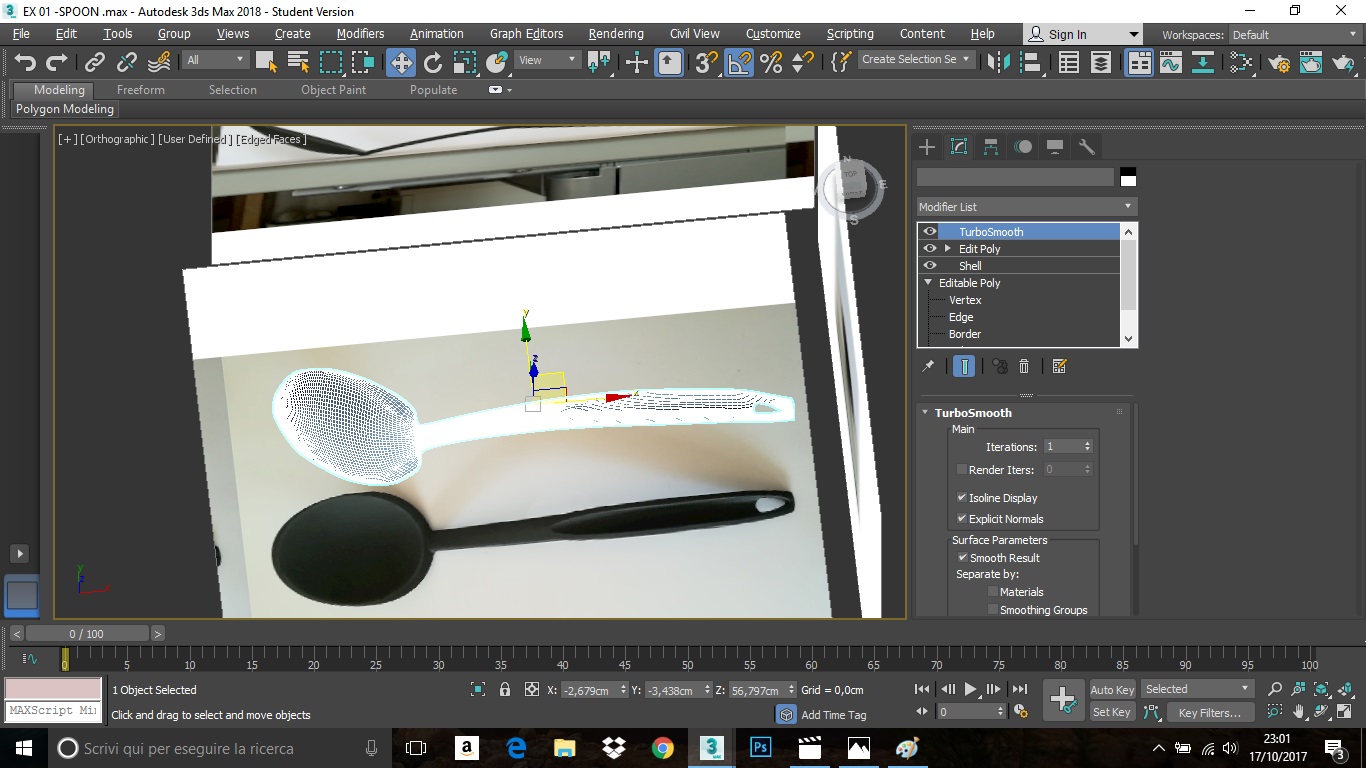 EX 01 -SPOON .max - Autodesk 3ds Max 2018 - Student Version
File Edit Tools Group Views Create Modifiers Animation Graph Editors Rendering Civil View Customize Scripting Content Help Sign In Workspaces: Default
All View Create Selection Se
Modeling Freeform Selection Object Paint Populate
Polygon Modeling
[+] [Orthographic] [User Defined] [Edged Faces]
N
TOP
E
S
Modifier List
TurboSmooth
Edit Poly
Shell
Editable Poly
Vertex
Edge
Border
y
z
TurboSmooth
Main
Iterations: 1
Render Iters: 0
Isoline Display
Explicit Normals
Surface Parameters
Smooth Result
Separate by:
Materials
Smoothing Groups
y
z
x
< 0 / 100 >
0 5 10 15 20 25 30 35 40 45 50 55 60 65 70 75 80 85 90 95 100
1 Object Selected X: -2,679cm Y: -3,438cm Z: 56,797cm Grid = 0,0cm Auto Key Selected
MAXScript Mi Click and drag to select and move objects Add Time Tag 0 Set Key Key Filters...
Scrivi qui per eseguire la ricerca
23:01
17/10/2017
3